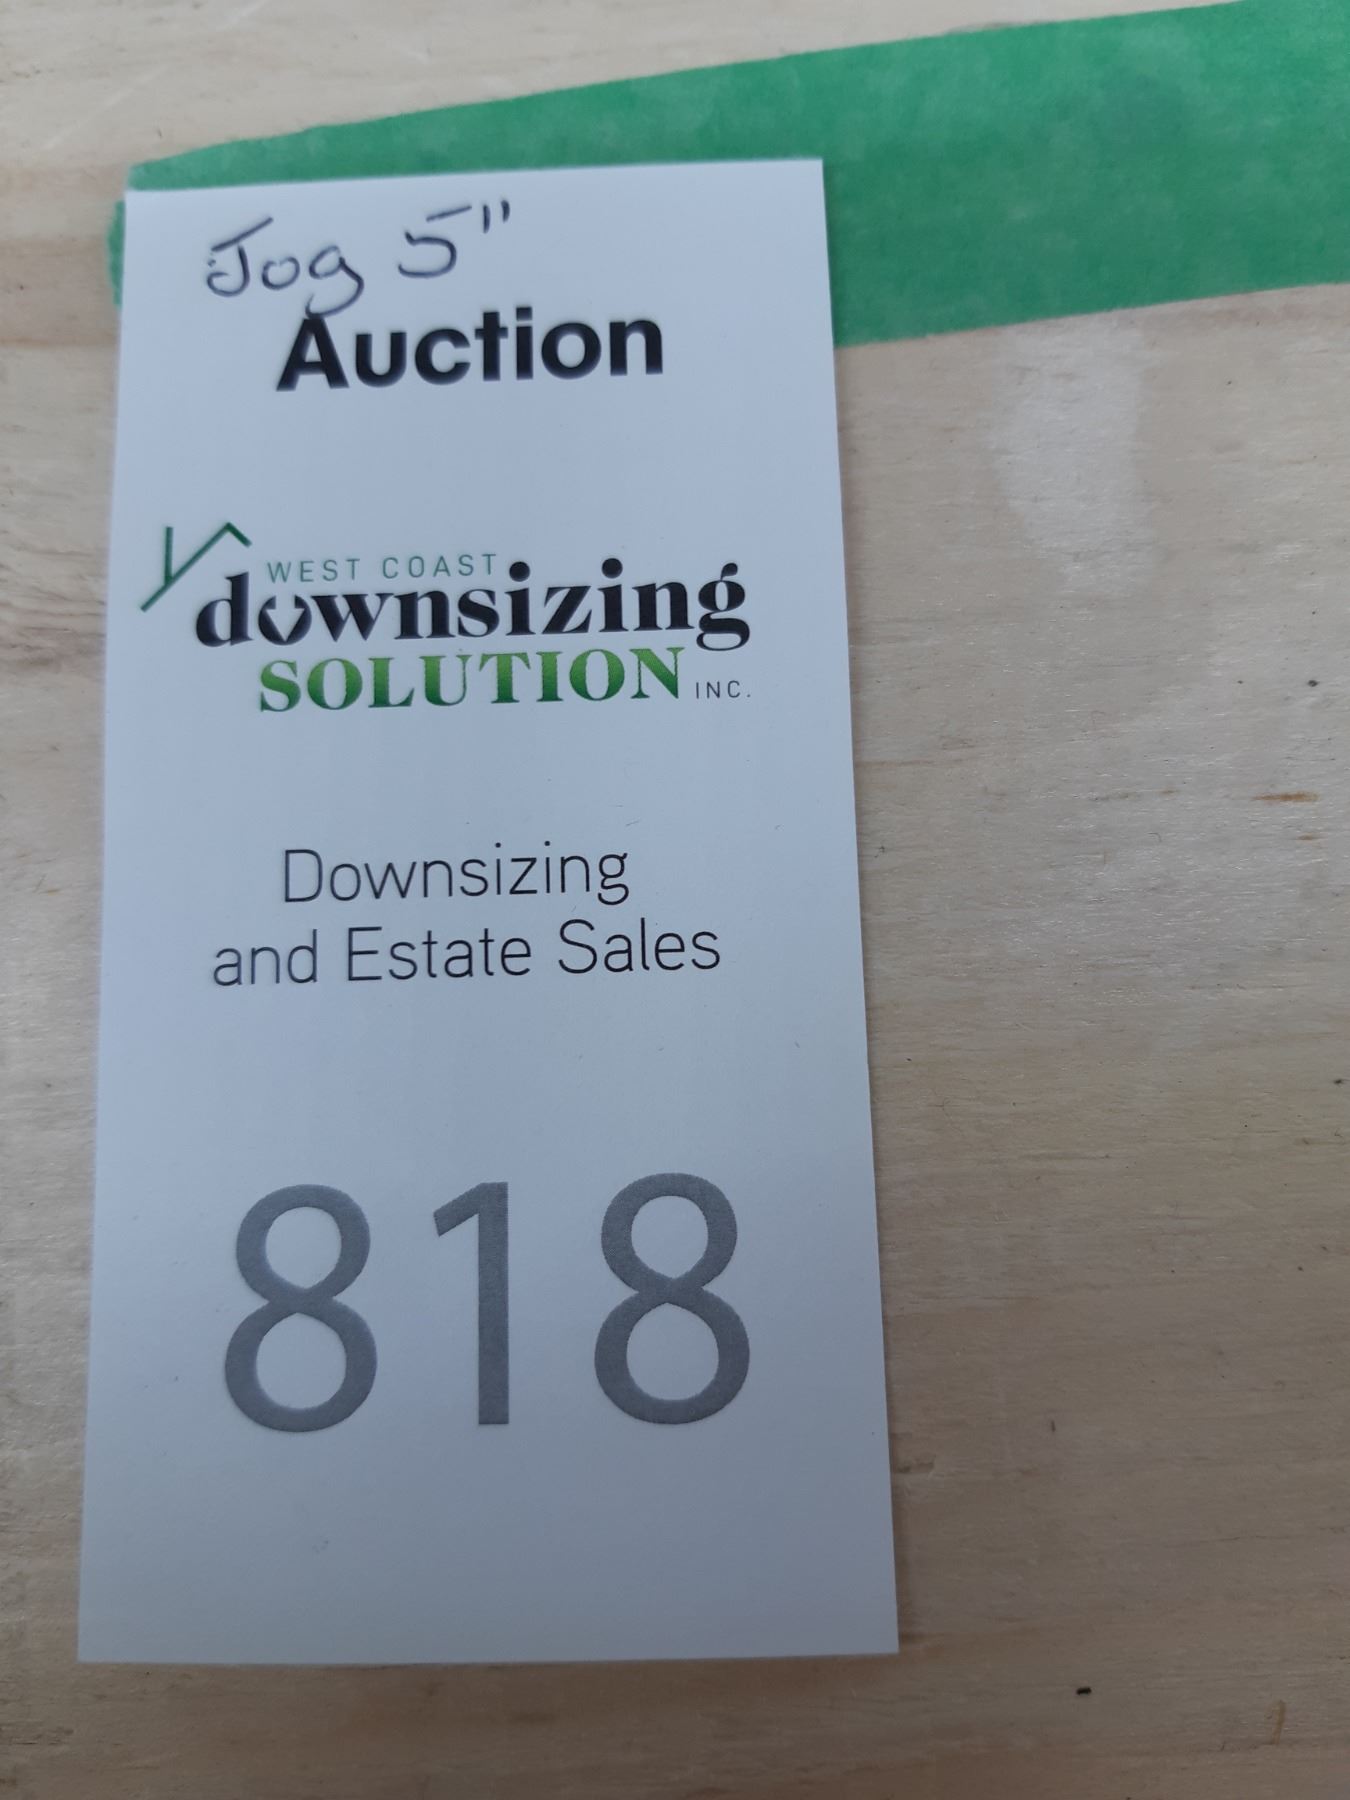 Jog 5"
Auction
WEST COAST
downsizing
SOLUTION INC.
Downsizing
and Estate Sales
818